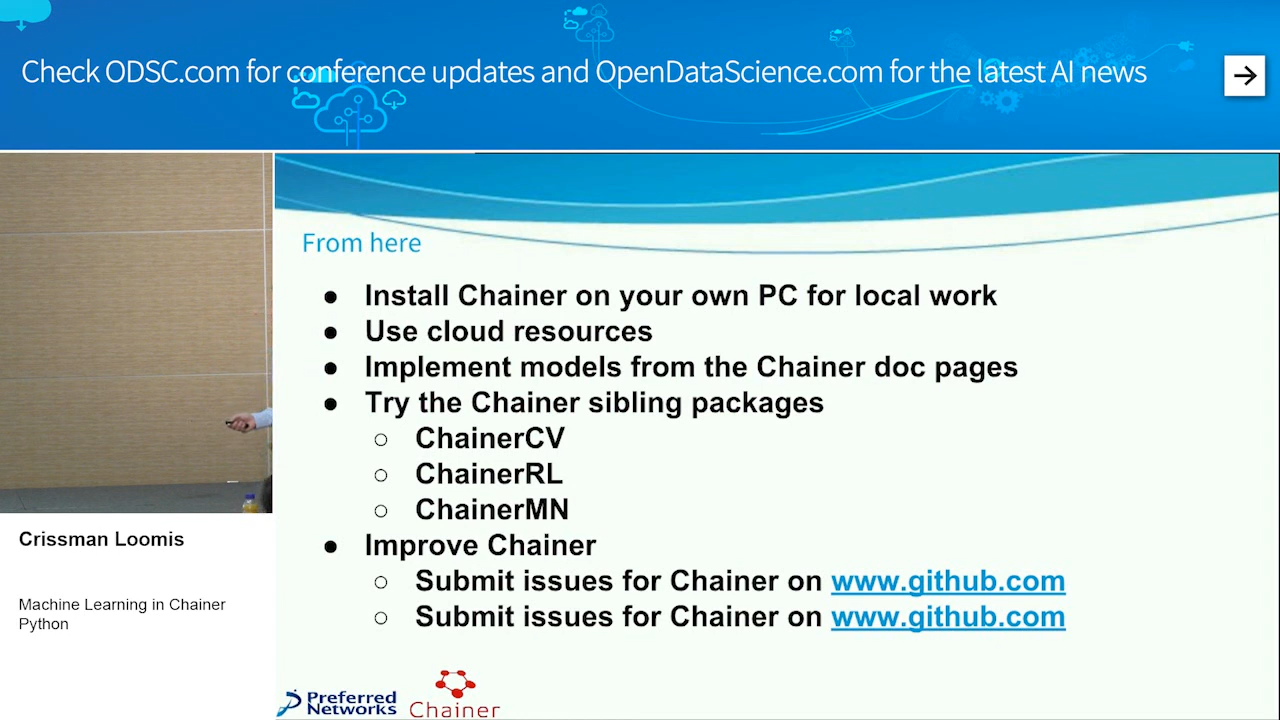 Check ODSC.com for conference updates and OpenDataScience.com for the latest AI news
From here
● Install Chainer on your own PC for local work
● Use cloud resources
● Implement models from the Chainer doc pages
● Try the Chainer sibling packages
○ ChainerCV
○ ChainerRL
○ ChainerMN
● Improve Chainer
○ Submit issues for Chainer on www.github.com
○ Submit issues for Chainer on www.github.com
Crissman Loomis
Machine Learning in Chainer
Python
Preferred
Networks
Chainer